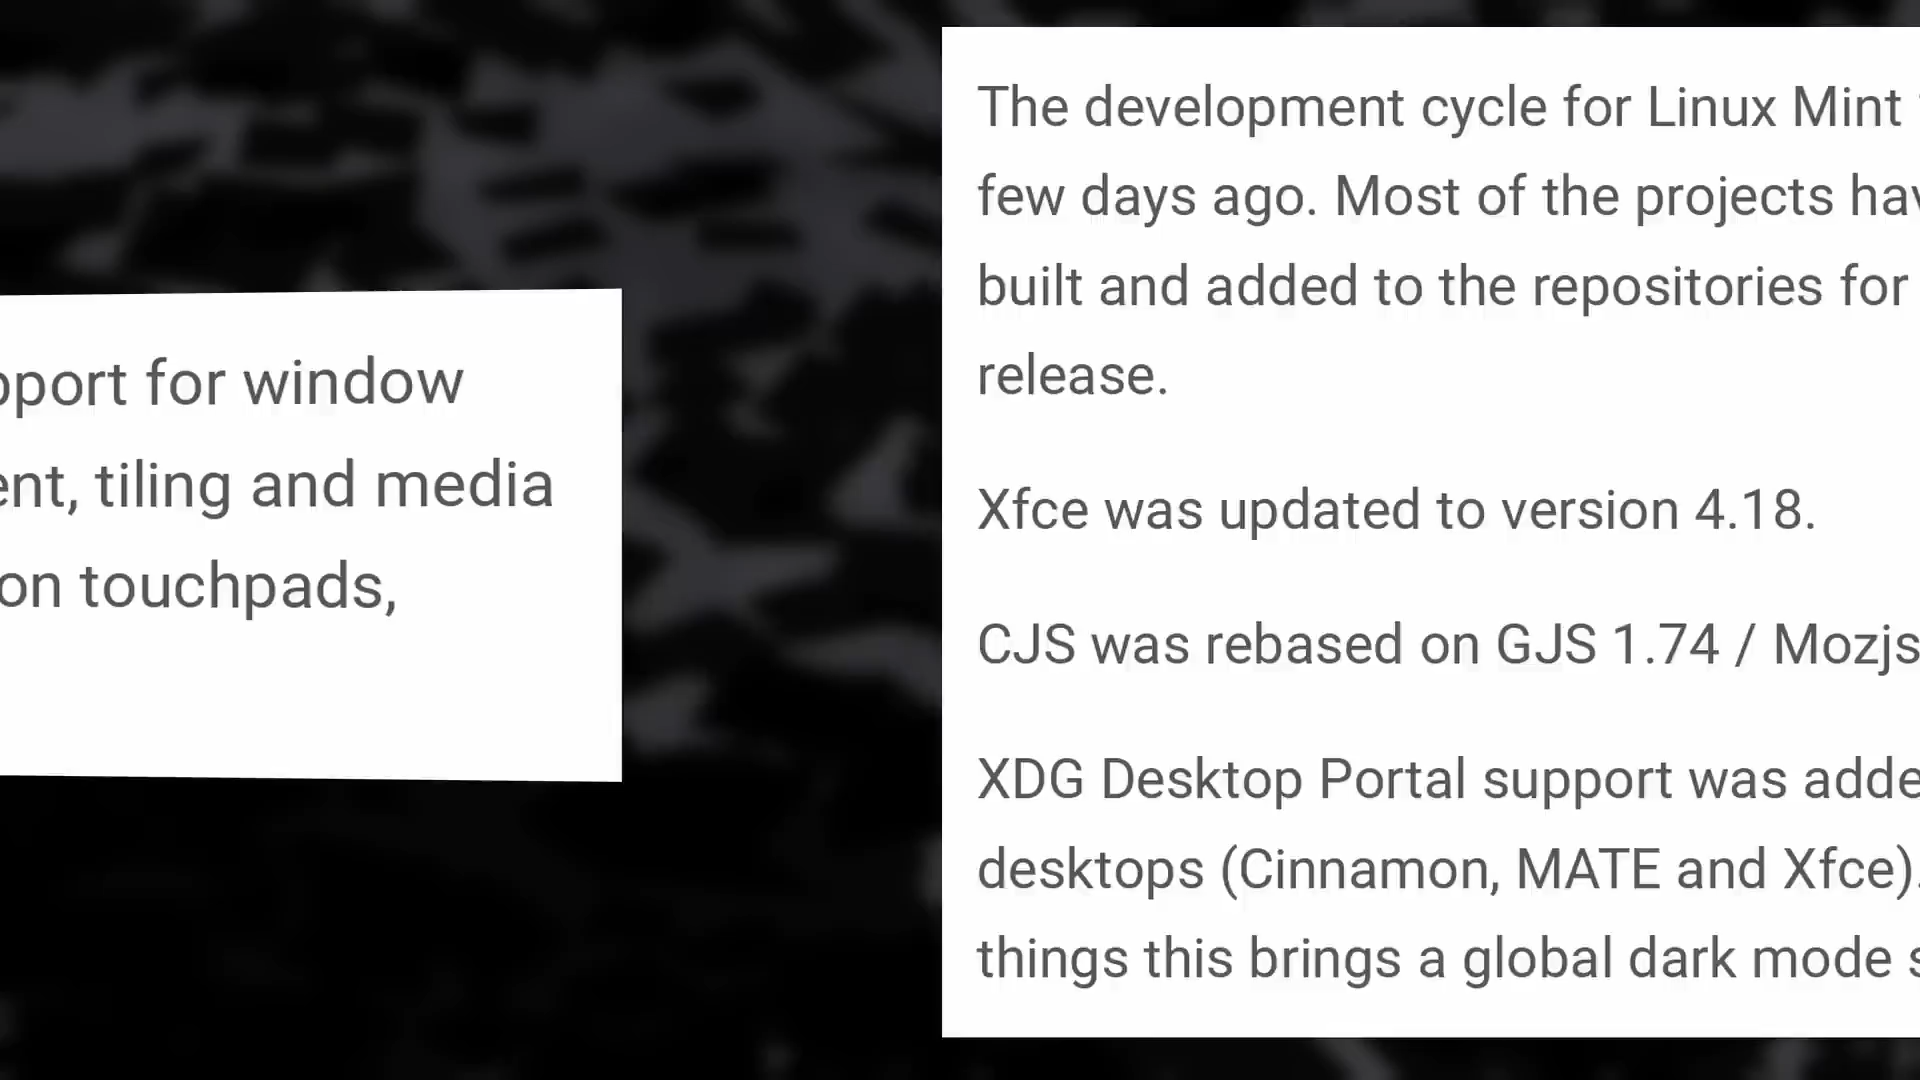 pport for window
ent, tiling and media
on touchpads,
The development cycle for Linux Mint
few days ago. Most of the projects hav
built and added to the repositories for
release.
Xfce was updated to version 4.18.
CJS was rebased on GJS 1.74 / Mozjs
XDG Desktop Portal support was adde
desktops (Cinnamon, MATE and Xfce).
things this brings a global dark mode s